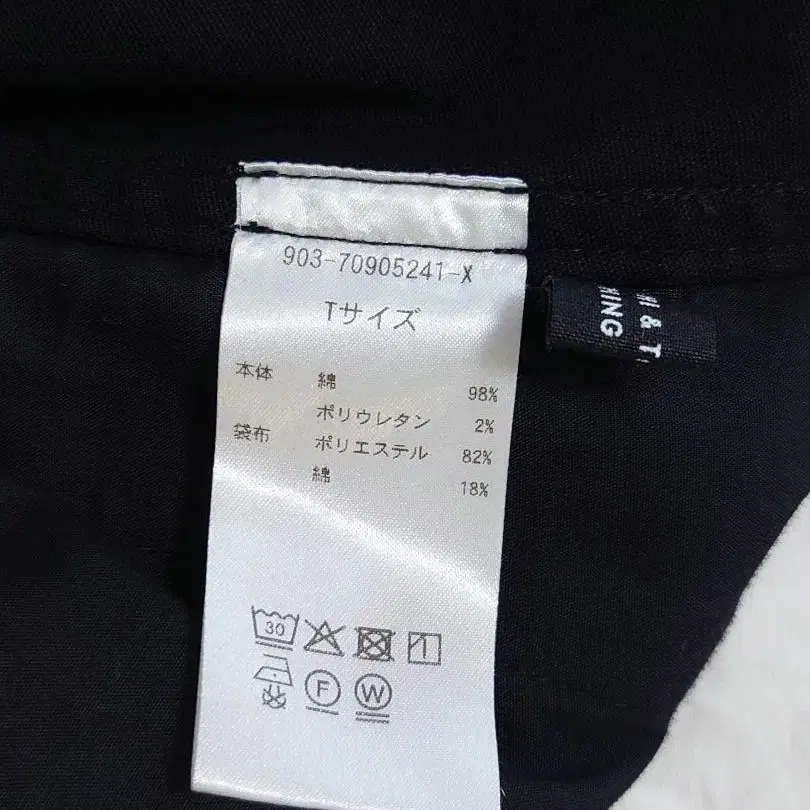 903-70905241-X
Tサイズ
本体 綿 98%
ポリウレタン 2%
袋布 ポリエステル 82%
綿 18%
30
F
W
& T
HING